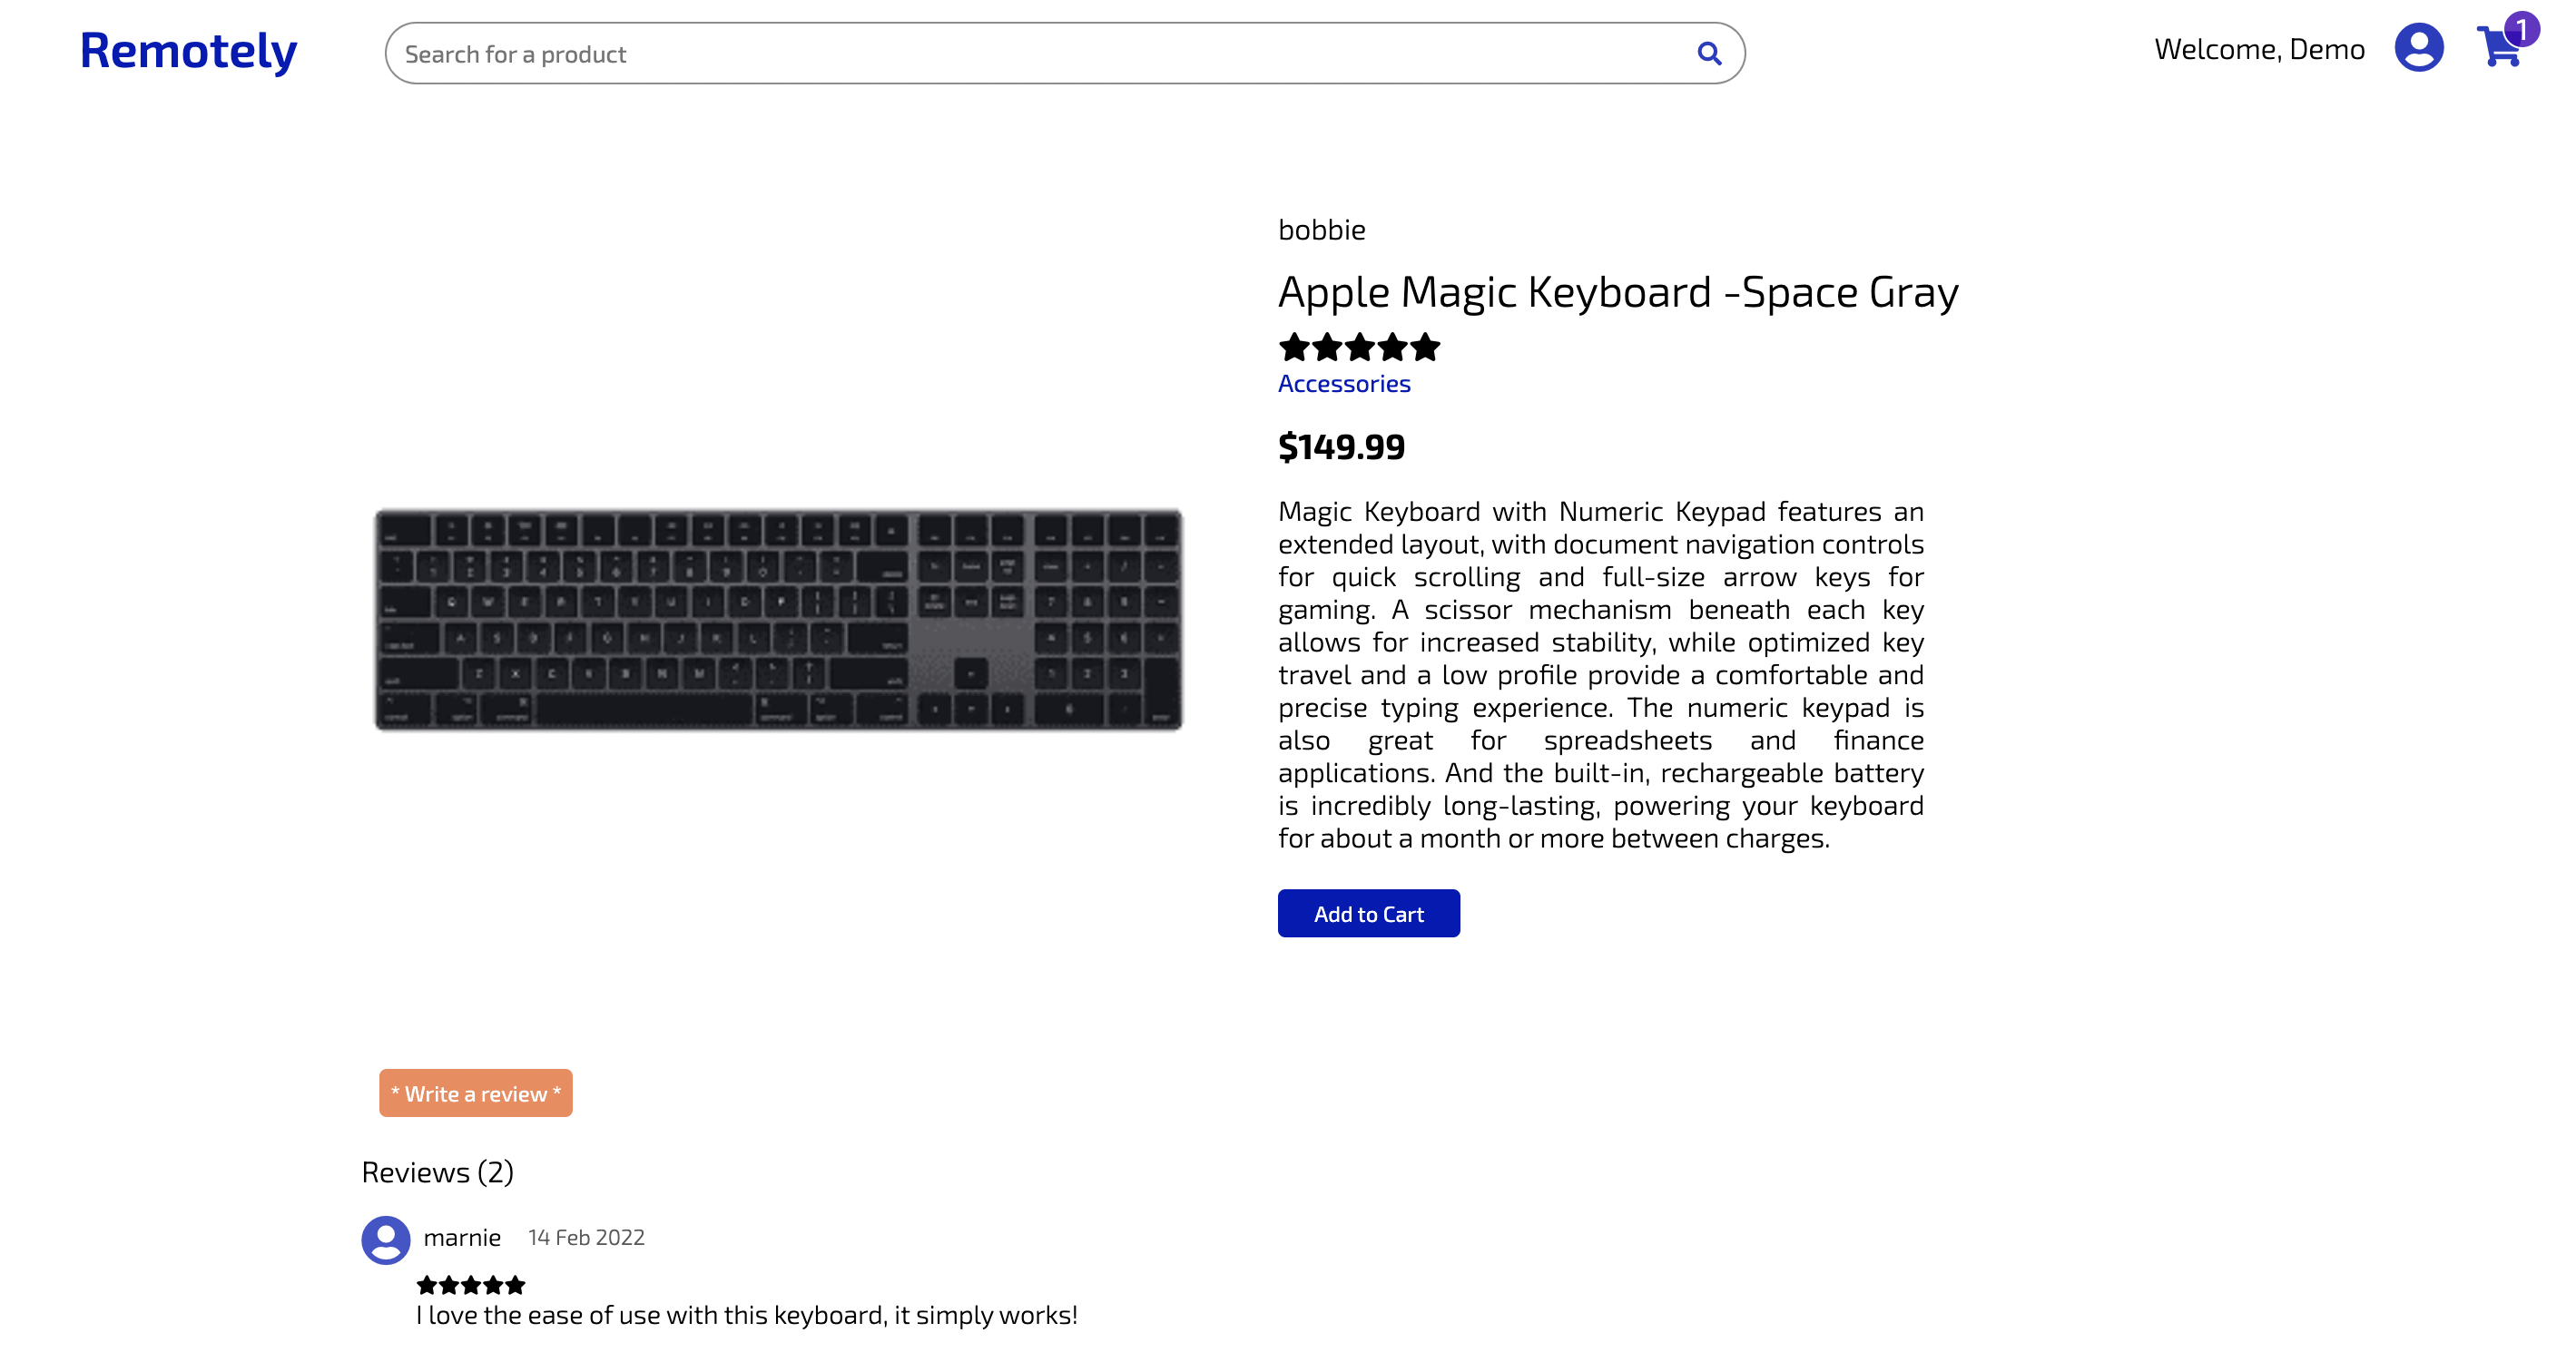 Remotely
Search for a product
Welcome, Demo
1
bobbie
Apple Magic Keyboard -Space Gray
Accessories
$149.99
Magic Keyboard with Numeric Keypad features an
extended layout, with document navigation controls
for quick scrolling and full-size arrow keys for
gaming. A scissor mechanism beneath each key
allows for increased stability, while optimized key
travel and a low profile provide a comfortable and
precise typing experience. The numeric keypad is
also great for spreadsheets and finance
applications. And the built-in, rechargeable battery
is incredibly long-lasting, powering your keyboard
for about a month or more between charges.
Add to Cart
* Write a review *
Reviews (2)
marnie 14 Feb 2022
I love the ease of use with this keyboard, it simply works!